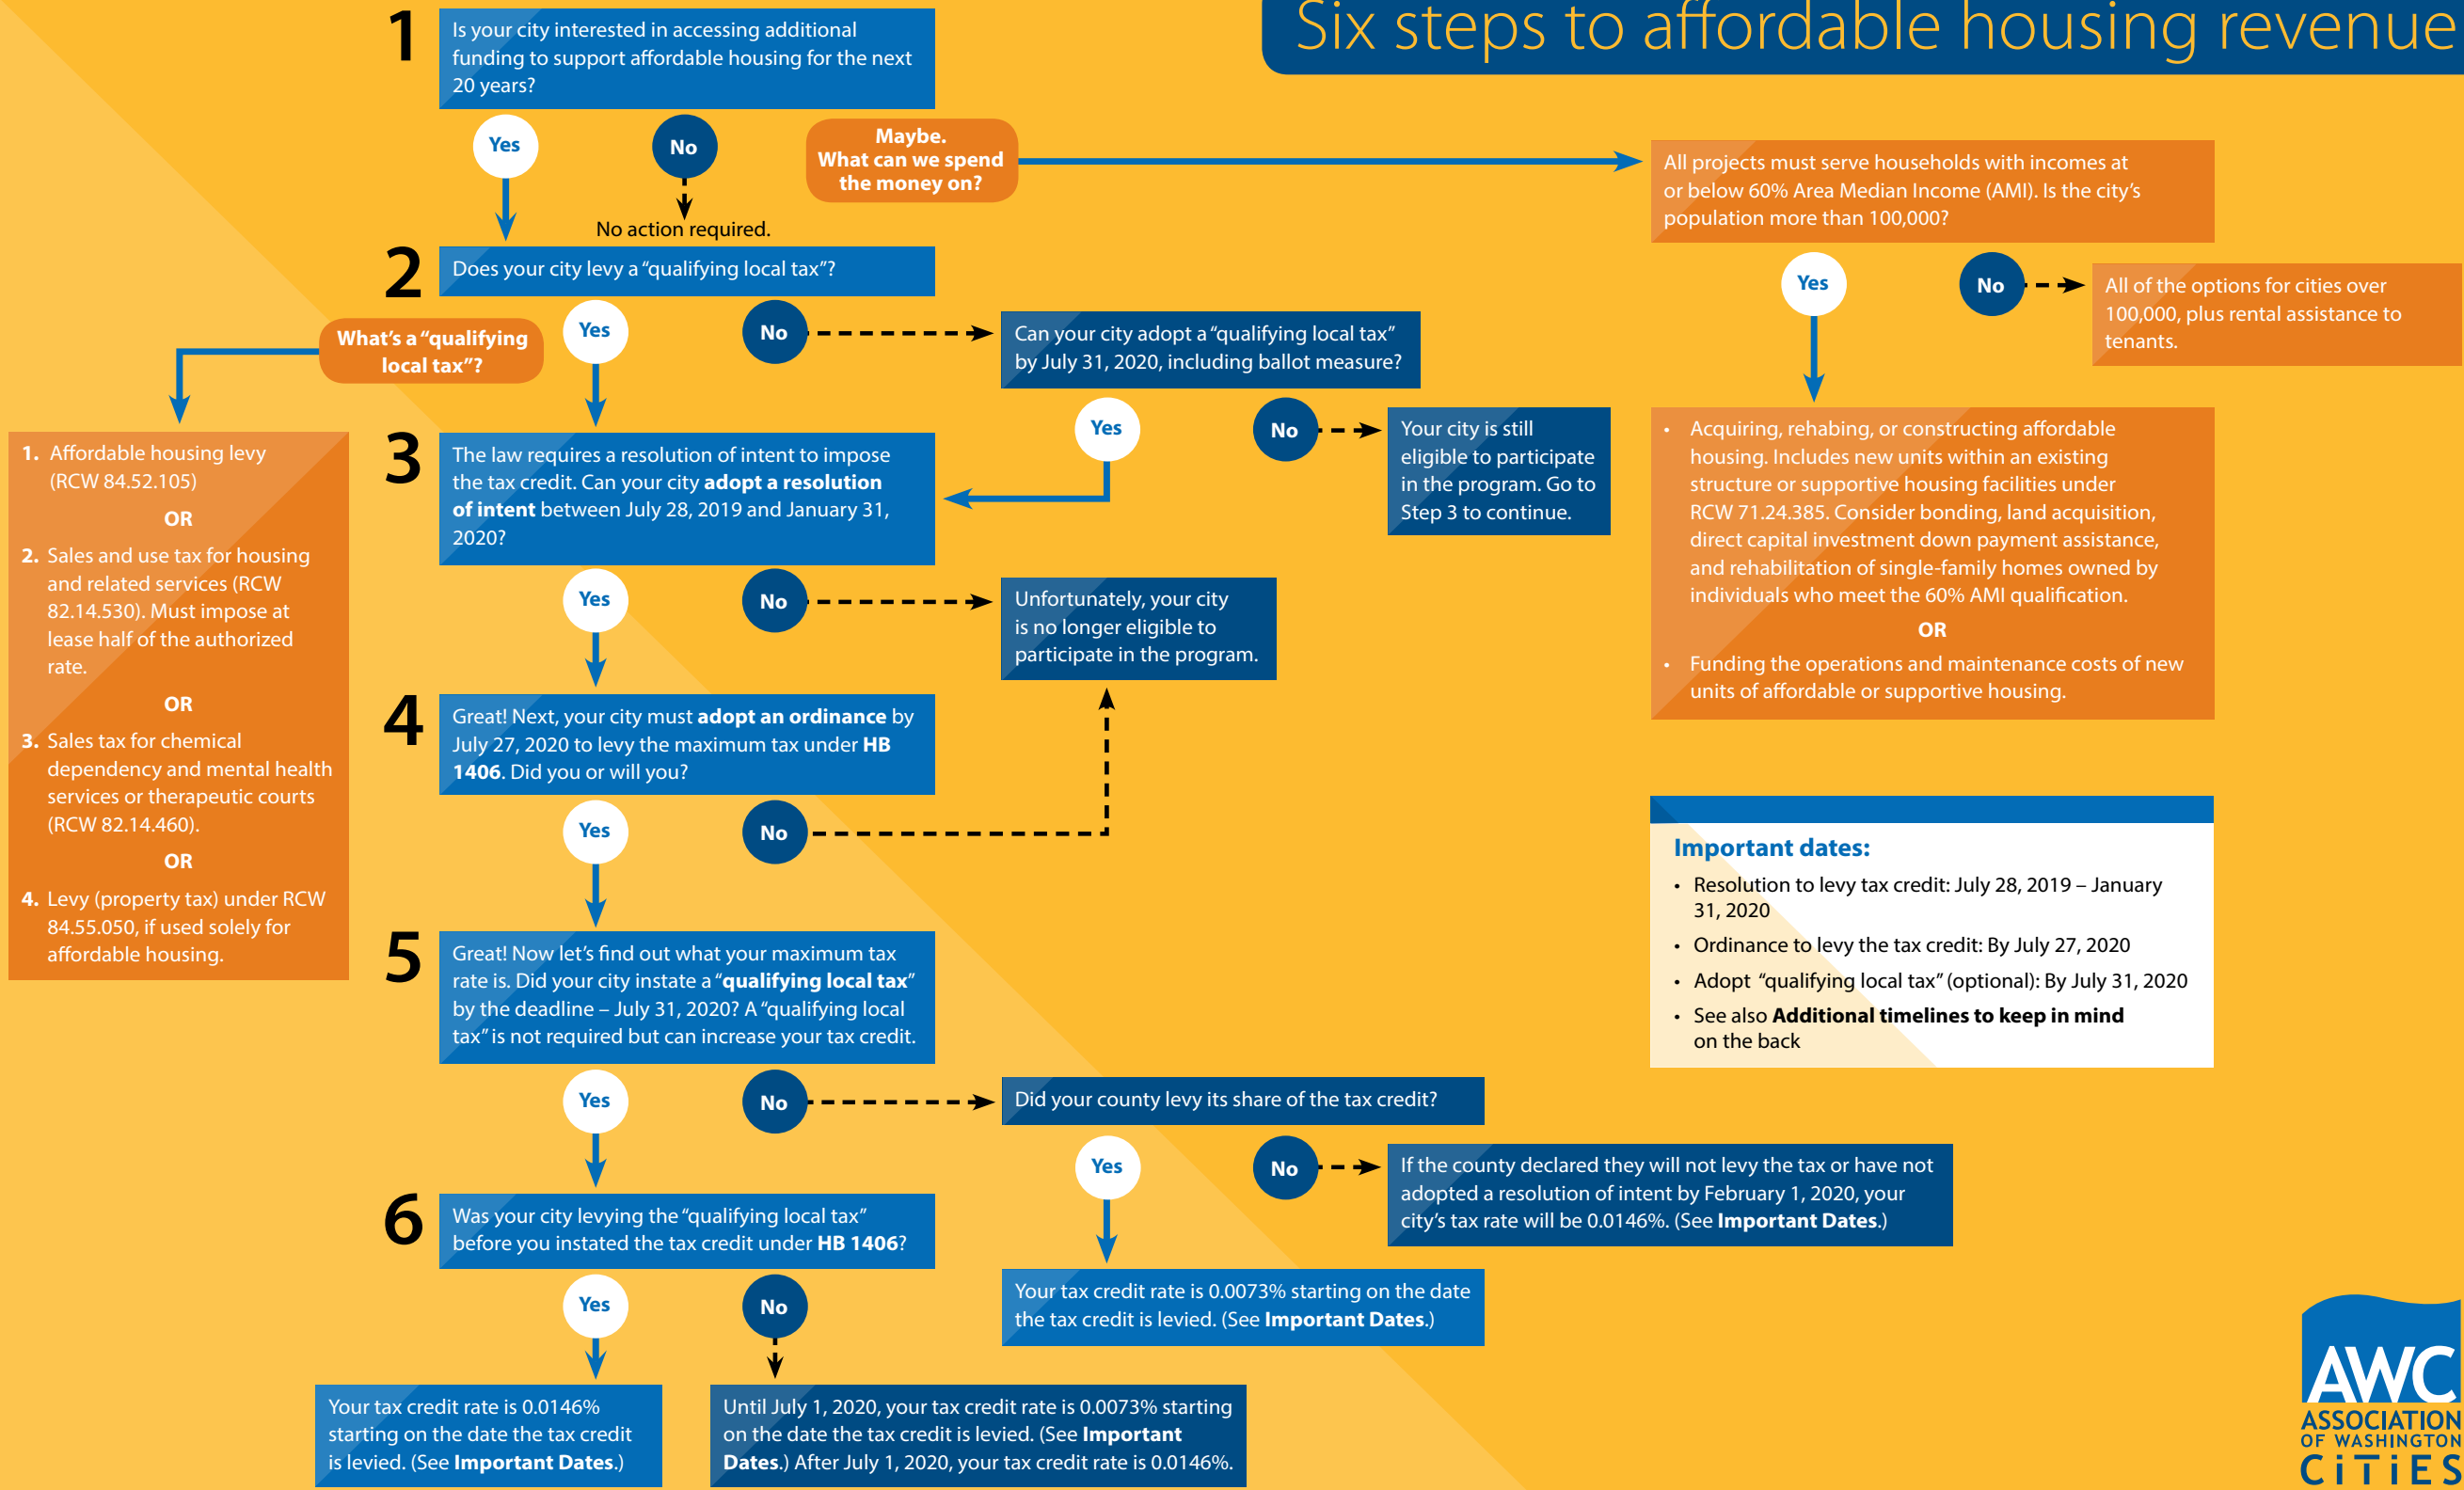 Six steps to affordable housing revenue
1
Is your city interested in accessing additional
funding to support affordable housing for the next
20 years?
Yes
No
Maybe.
What can we spend
the money on?
No action required.
All projects must serve households with incomes at
or below 60% Area Median Income (AMI). Is the city's
population more than 100,000?
Yes
No
All of the options for cities over
100,000, plus rental assistance to
tenants.
• Acquiring, rehabing, or constructing affordable
housing. Includes new units within an existing
structure or supportive housing facilities under
RCW 71.24.385. Consider bonding, land acquisition,
direct capital investment down payment assistance,
and rehabilitation of single-family homes owned by
individuals who meet the 60% AMI qualification.
OR
• Funding the operations and maintenance costs of new
units of affordable or supportive housing.
2
Does your city levy a “qualifying local tax”?
What's a “qualifying
local tax”?
Yes
No
Can your city adopt a “qualifying local tax”
by July 31, 2020, including ballot measure?
Yes
No
Your city is still
eligible to participate
in the program. Go to
Step 3 to continue.
1. Affordable housing levy
(RCW 84.52.105)
OR
2. Sales and use tax for housing
and related services (RCW
82.14.530). Must impose at
lease half of the authorized
rate.
OR
3. Sales tax for chemical
dependency and mental health
services or therapeutic courts
(RCW 82.14.460).
OR
4. Levy (property tax) under RCW
84.55.050, if used solely for
affordable housing.
3
The law requires a resolution of intent to impose
the tax credit. Can your city adopt a resolution
of intent between July 28, 2019 and January 31,
2020?
Yes
No
Unfortunately, your city
is no longer eligible to
participate in the program.
4
Great! Next, your city must adopt an ordinance by
July 27, 2020 to levy the maximum tax under HB
1406. Did you or will you?
Yes
No
Important dates:
• Resolution to levy tax credit: July 28, 2019 – January
31, 2020
• Ordinance to levy the tax credit: By July 27, 2020
• Adopt “qualifying local tax” (optional): By July 31, 2020
• See also Additional timelines to keep in mind
on the back
5
Great! Now let's find out what your maximum tax
rate is. Did your city instate a “qualifying local tax”
by the deadline – July 31, 2020? A “qualifying local
tax” is not required but can increase your tax credit.
Yes
No
Did your county levy its share of the tax credit?
Yes
No
If the county declared they will not levy the tax or have not
adopted a resolution of intent by February 1, 2020, your
city's tax rate will be 0.0146%. (See Important Dates.)
Your tax credit rate is 0.0073% starting on the date
the tax credit is levied. (See Important Dates.)
6
Was your city levying the “qualifying local tax”
before you instated the tax credit under HB 1406?
Yes
No
Your tax credit rate is 0.0146%
starting on the date the tax credit
is levied. (See Important Dates.)
Until July 1, 2020, your tax credit rate is 0.0073% starting
on the date the tax credit is levied. (See Important
Dates.) After July 1, 2020, your tax credit rate is 0.0146%.
AWC
ASSOCIATION
OF WASHINGTON
CiTiES